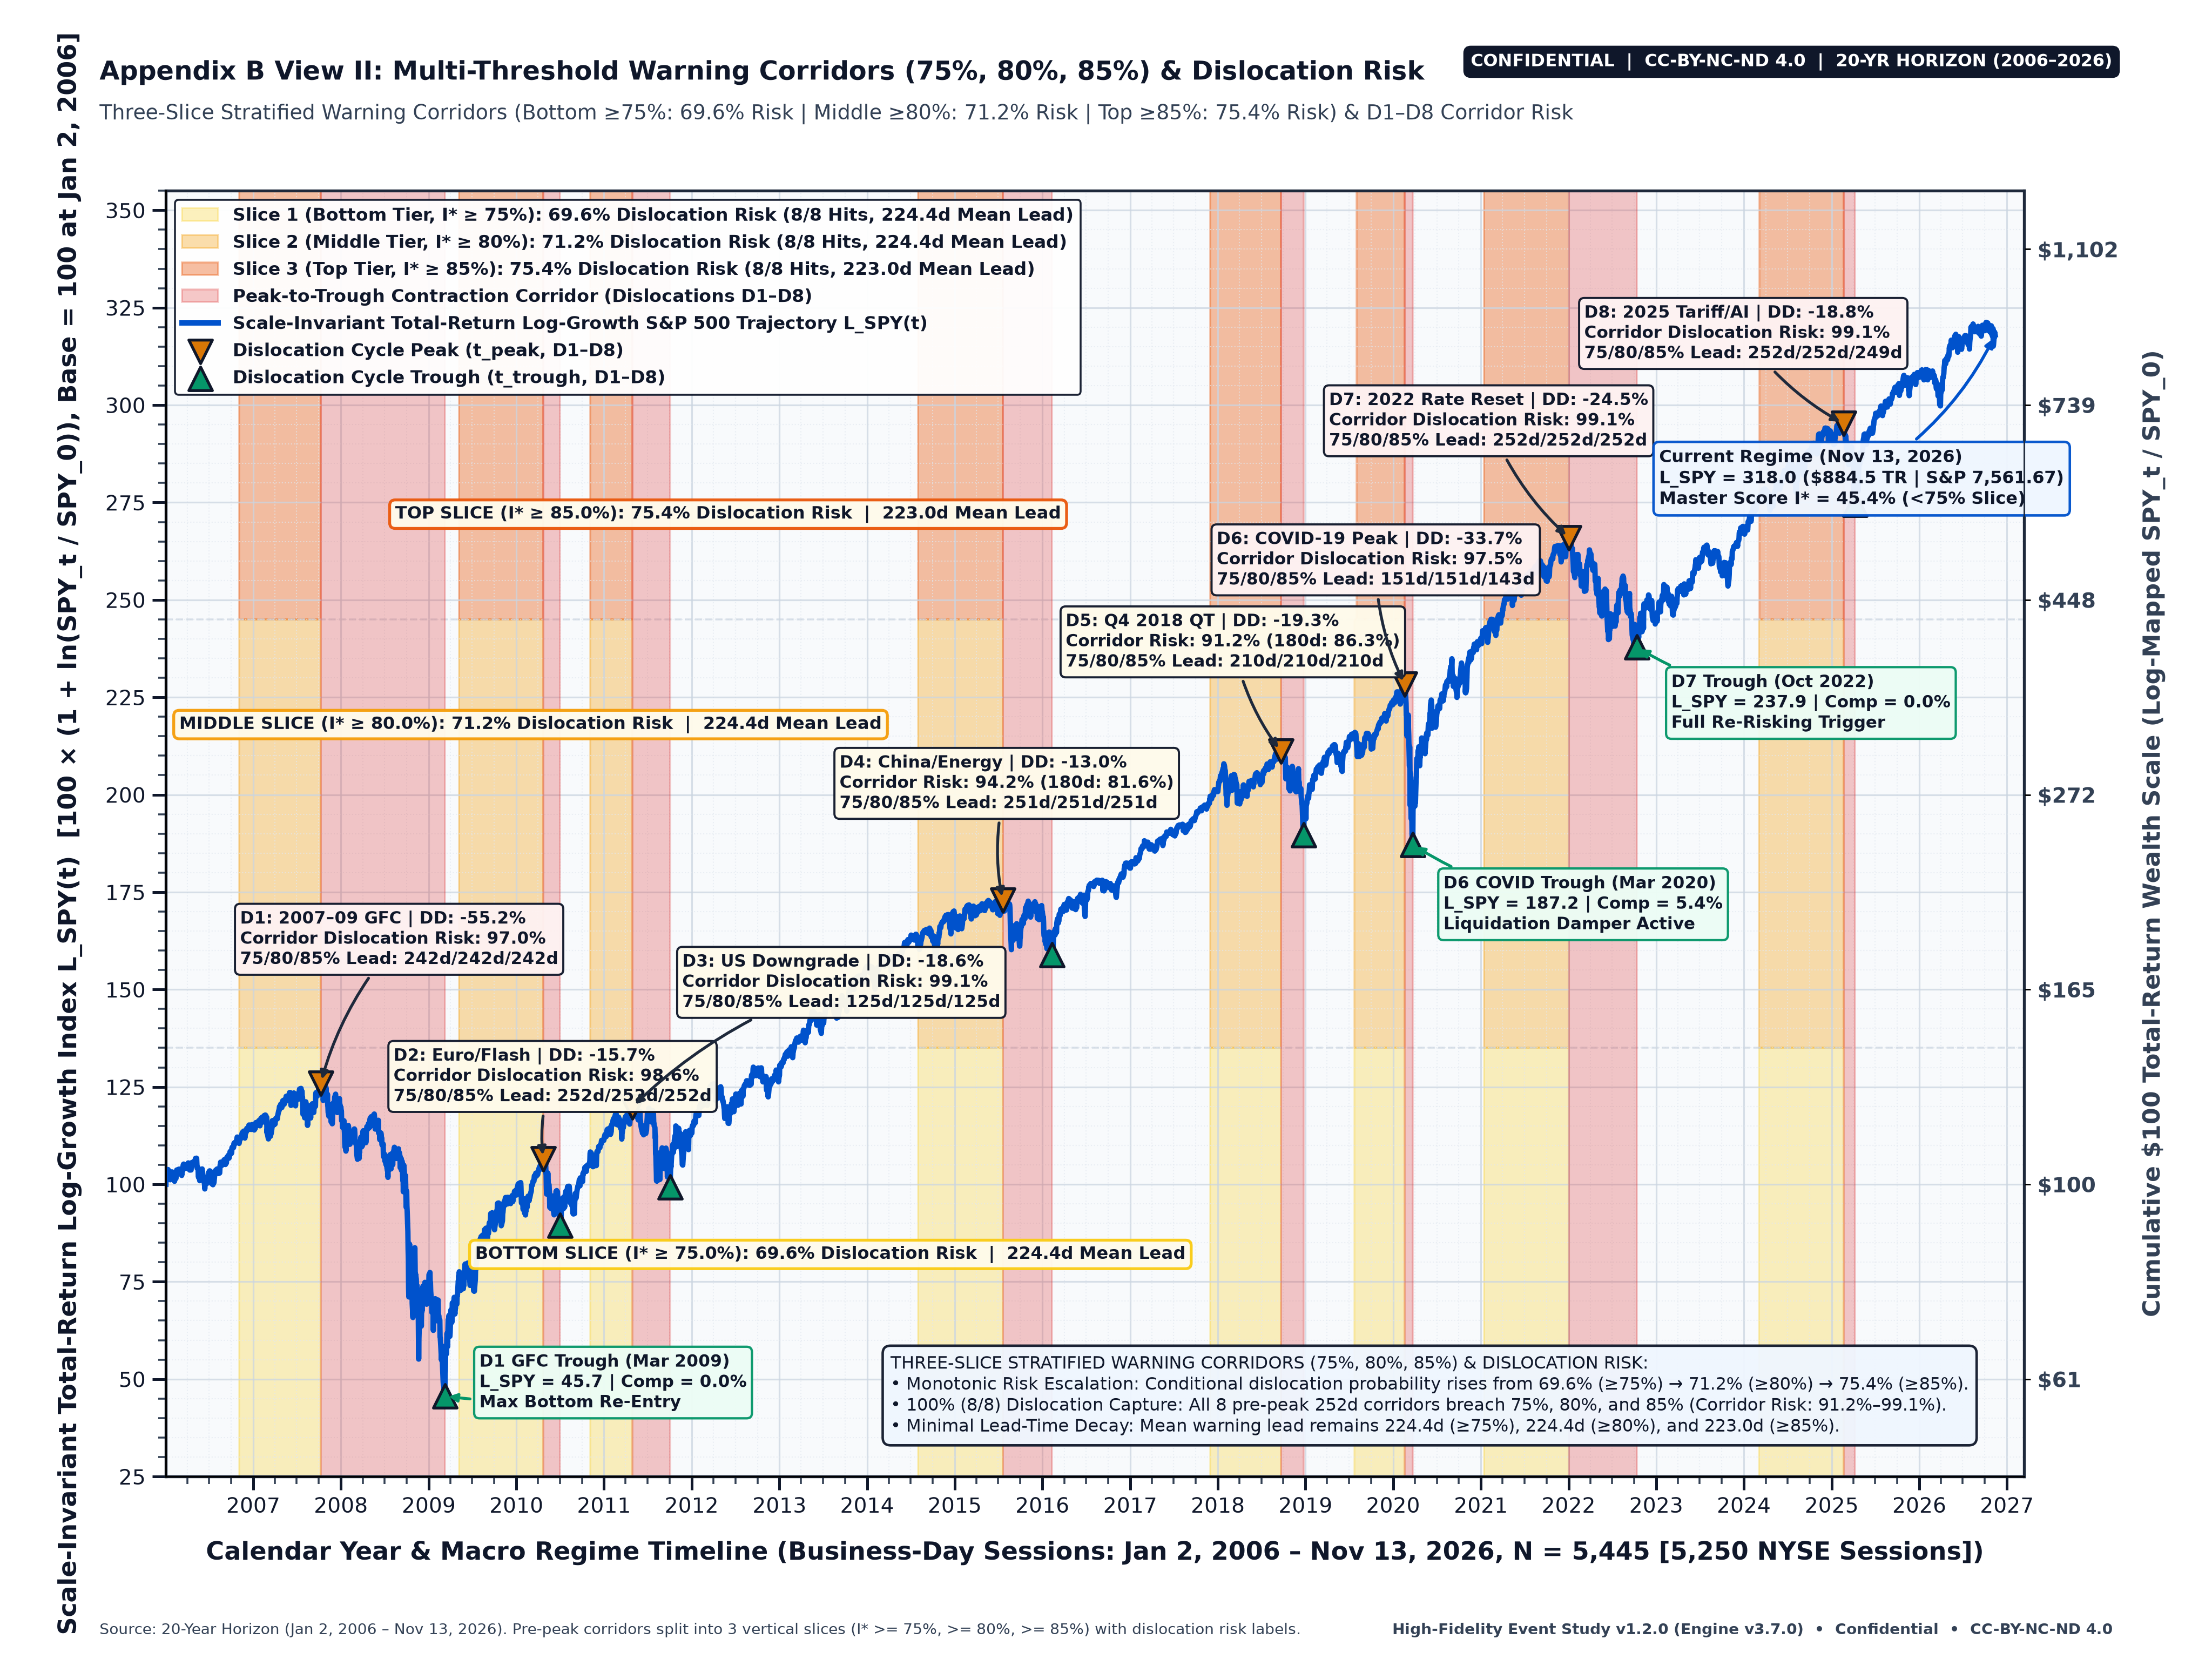 Appendix B View II: Multi-Threshold Warning Corridors (75%, 80%, 85%) & Dislocation Risk
CONFIDENTIAL | CC-BY-NC-ND 4.0 | 20-YR HORIZON (2006–2026)
Three-Slice Stratified Warning Corridors (Bottom ≥75%: 69.6% Risk | Middle ≥80%: 71.2% Risk | Top ≥85%: 75.4% Risk) & D1–D8 Corridor Risk
Scale-Invariant Total-Return Log-Growth Index L_SPY(t) [100 × (1 + ln(SPY_t / SPY_0)), Base = 100 at Jan 2, 2006]
350
325
300
275
250
225
200
175
150
125
100
75
50
25
Slice 1 (Bottom Tier, I* ≥ 75%): 69.6% Dislocation Risk (8/8 Hits, 224.4d Mean Lead)
Slice 2 (Middle Tier, I* ≥ 80%): 71.2% Dislocation Risk (8/8 Hits, 224.4d Mean Lead)
Slice 3 (Top Tier, I* ≥ 85%): 75.4% Dislocation Risk (8/8 Hits, 223.0d Mean Lead)
Peak-to-Trough Contraction Corridor (Dislocations D1–D8)
Scale-Invariant Total-Return Log-Growth S&P 500 Trajectory L_SPY(t)
Dislocation Cycle Peak (t_peak, D1–D8)
Dislocation Cycle Trough (t_trough, D1–D8)
D8: 2025 Tariff/AI | DD: -18.8%
Corridor Dislocation Risk: 99.1%
75/80/85% Lead: 252d/252d/249d
D7: 2022 Rate Reset | DD: -24.5%
Corridor Dislocation Risk: 99.1%
75/80/85% Lead: 252d/252d/252d
Current Regime (Nov 13, 2026)
L_SPY = 318.0 ($884.5 TR | S&P 7,561.67)
Master Score I* = 45.4% (<75% Slice)
TOP SLICE (I* ≥ 85.0%): 75.4% Dislocation Risk | 223.0d Mean Lead
D6: COVID-19 Peak | DD: -33.7%
Corridor Dislocation Risk: 97.5%
75/80/85% Lead: 151d/151d/143d
D5: Q4 2018 QT | DD: -19.3%
Corridor Risk: 91.2% (180d: 86.3%)
75/80/85% Lead: 210d/210d/210d
D7 Trough (Oct 2022)
L_SPY = 237.9 | Comp = 0.0%
Full Re-Risking Trigger
MIDDLE SLICE (I* ≥ 80.0%): 71.2% Dislocation Risk | 224.4d Mean Lead
D4: China/Energy | DD: -13.0%
Corridor Risk: 94.2% (180d: 81.6%)
75/80/85% Lead: 251d/251d/251d
D6 COVID Trough (Mar 2020)
L_SPY = 187.2 | Comp = 5.4%
Liquidation Damper Active
D1: 2007–09 GFC | DD: -55.2%
Corridor Dislocation Risk: 97.0%
75/80/85% Lead: 242d/242d/242d
D3: US Downgrade | DD: -18.6%
Corridor Dislocation Risk: 99.1%
75/80/85% Lead: 125d/125d/125d
D2: Euro/Flash | DD: -15.7%
Corridor Dislocation Risk: 98.6%
75/80/85% Lead: 252d/252d/252d
BOTTOM SLICE (I* ≥ 75.0%): 69.6% Dislocation Risk | 224.4d Mean Lead
D1 GFC Trough (Mar 2009)
L_SPY = 45.7 | Comp = 0.0%
Max Bottom Re-Entry
THREE-SLICE STRATIFIED WARNING CORRIDORS (75%, 80%, 85%) & DISLOCATION RISK:
• Monotonic Risk Escalation: Conditional dislocation probability rises from 69.6% (≥75%) → 71.2% (≥80%) → 75.4% (≥85%).
• 100% (8/8) Dislocation Capture: All 8 pre-peak 252d corridors breach 75%, 80%, and 85% (Corridor Risk: 91.2%–99.1%).
• Minimal Lead-Time Decay: Mean warning lead remains 224.4d (≥75%), 224.4d (≥80%), and 223.0d (≥85%).
$1,102
$739
$448
$272
$165
$100
$61
Cumulative $100 Total-Return Wealth Scale (Log-Mapped SPY_t / SPY_0)
2007 2008 2009 2010 2011 2012 2013 2014 2015 2016 2017 2018 2019 2020 2021 2022 2023 2024 2025 2026 2027
Calendar Year & Macro Regime Timeline (Business-Day Sessions: Jan 2, 2006 – Nov 13, 2026, N = 5,445 [5,250 NYSE Sessions])
Source: 20-Year Horizon (Jan 2, 2006 – Nov 13, 2026). Pre-peak corridors split into 3 vertical slices (I* >= 75%, >= 80%, >= 85%) with dislocation risk labels.
High-Fidelity Event Study v1.2.0 (Engine v3.7.0) • Confidential • CC-BY-NC-ND 4.0